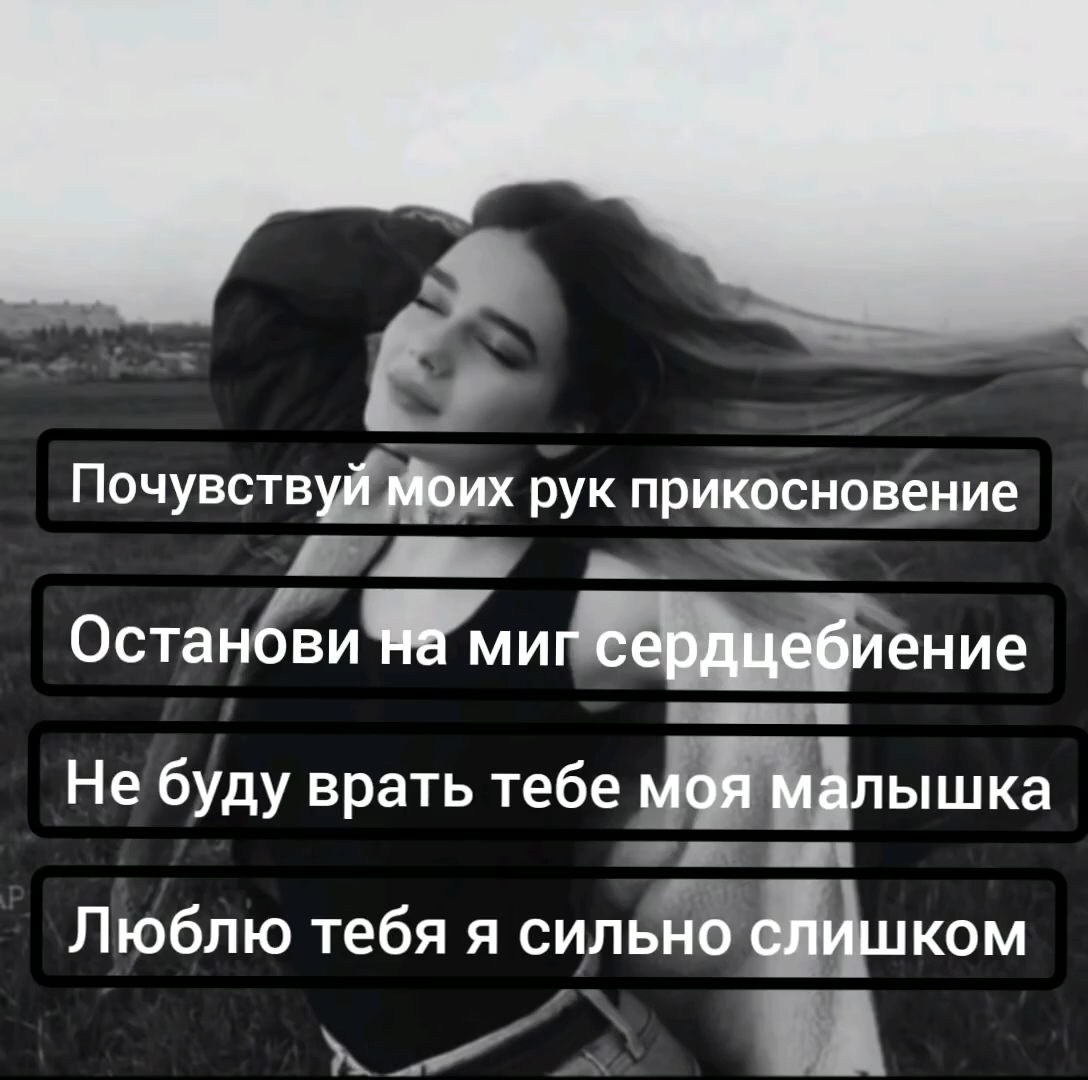 Почувствуй моих рук прикосновение
Останови на миг сердцебиение
Не буду врать тебе моя малышка
Люблю тебя я сильно слишком